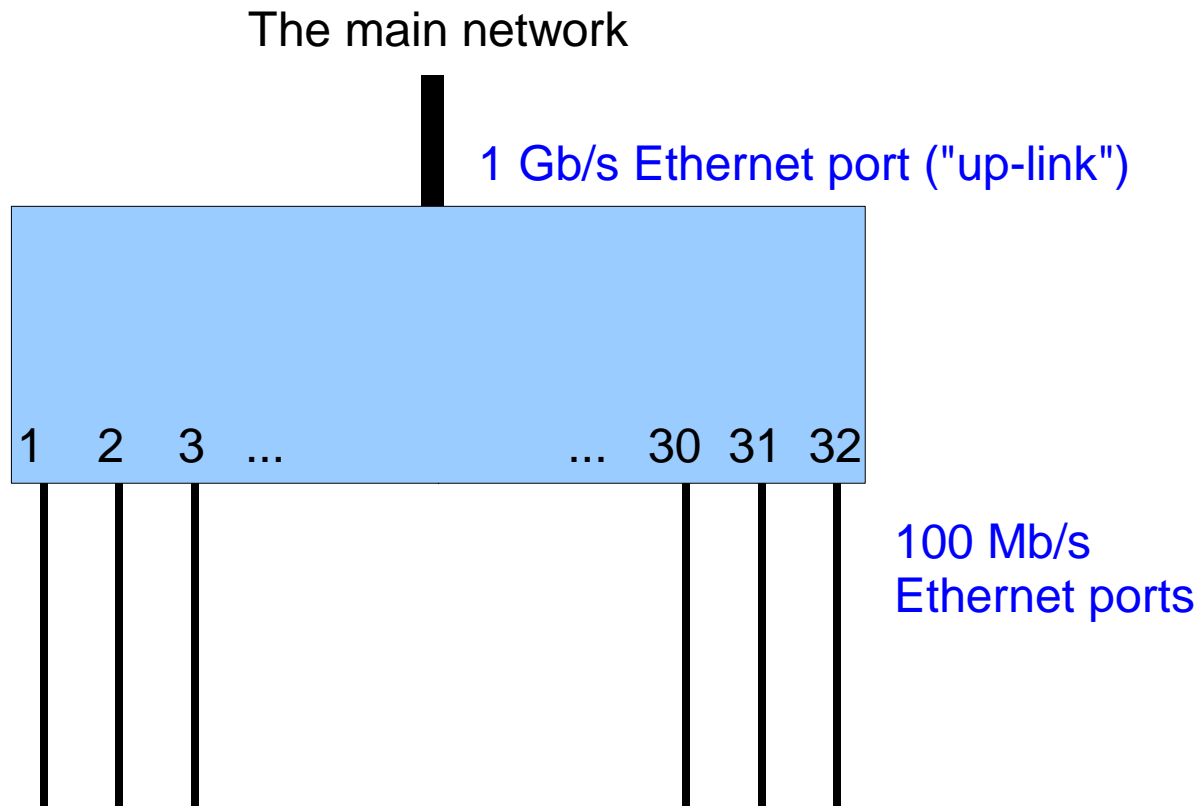 The main network
1 Gb/s Ethernet port ("up-link")
1 2 3 ... ... 30 31 32
100 Mb/s
Ethernet ports